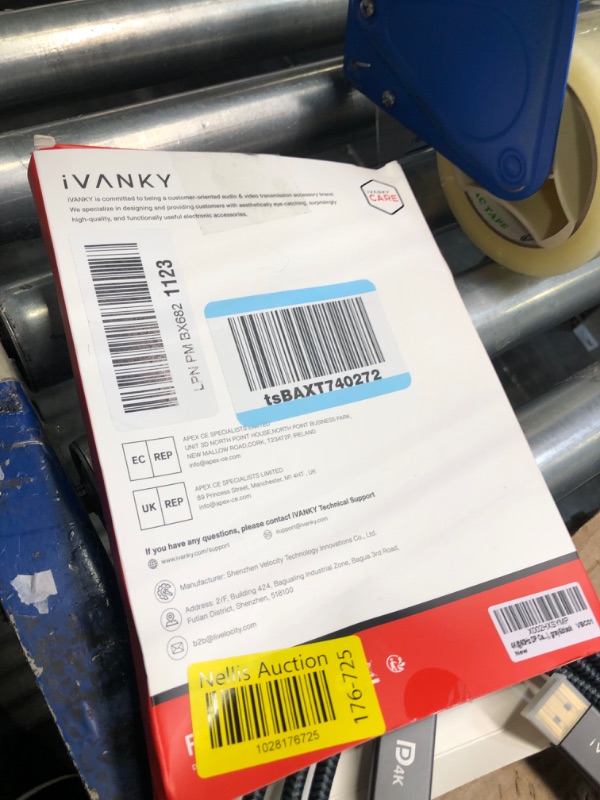 iVANKY
iVANKY is committed to being a customer-oriented audio & video transmission accessory brand.
We specialize in designing and providing customers with aesthetically eye-catching, surprisingly
high-quality, and functionally useful electronic accessories.
iVANKY
CARE
LPN PM BX682 1123
tsBAXT740272
EC REP
APEX CE SPECIALISTS LIMITED
UNIT 3D NORTH POINT HOUSE, NORTH POINT BUSINESS PARK,
NEW MALLOW ROAD, CORK, T23AT2P, IRELAND
info@apex-ce.com
UK REP
APEX CE SPECIALISTS LIMITED
89 Princess Street, Manchester, M1 4HT, UK
info@apex-ce.com
If you have any questions, please contact iVANKY Technical Support
www.ivanky.com/support
support@ivanky.com
Manufacturer: Shenzhen Velocity Technology Innovations Co., Ltd.
Address: 2/F, Building 424, Bagualing Industrial Zone, Bagua 3rd Road,
Futian District, Shenzhen, 518100
b2b@livelocity.com
New
VBC01
Nellis Auction
176-725
1028176725
4K
AC TAPE